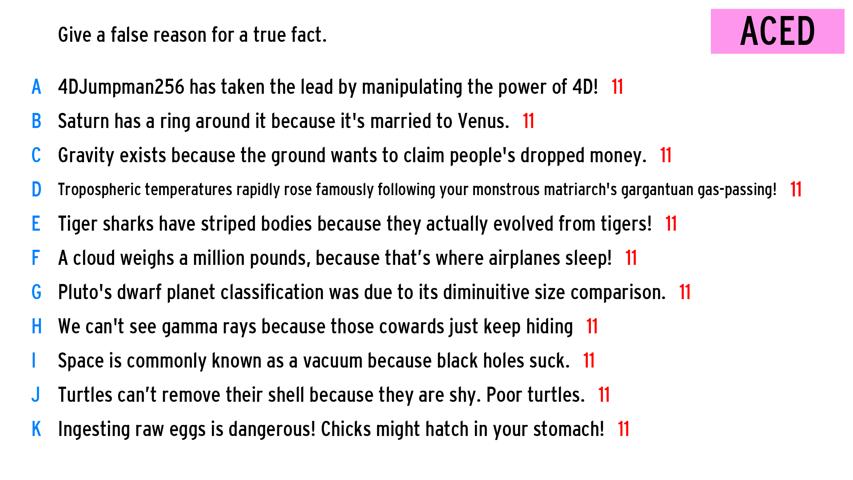 Give a false reason for a true fact.
ACED
A 4DJumpman256 has taken the lead by manipulating the power of 4D! 11
B Saturn has a ring around it because it's married to Venus. 11
C Gravity exists because the ground wants to claim people's dropped money. 11
D Tropospheric temperatures rapidly rose famously following your monstrous matriarch's gargantuan gas-passing! 11
E Tiger sharks have striped bodies because they actually evolved from tigers! 11
F A cloud weighs a million pounds, because that’s where airplanes sleep! 11
G Pluto's dwarf planet classification was due to its diminuitive size comparison. 11
H We can't see gamma rays because those cowards just keep hiding 11
I Space is commonly known as a vacuum because black holes suck. 11
J Turtles can’t remove their shell because they are shy. Poor turtles. 11
K Ingesting raw eggs is dangerous! Chicks might hatch in your stomach! 11